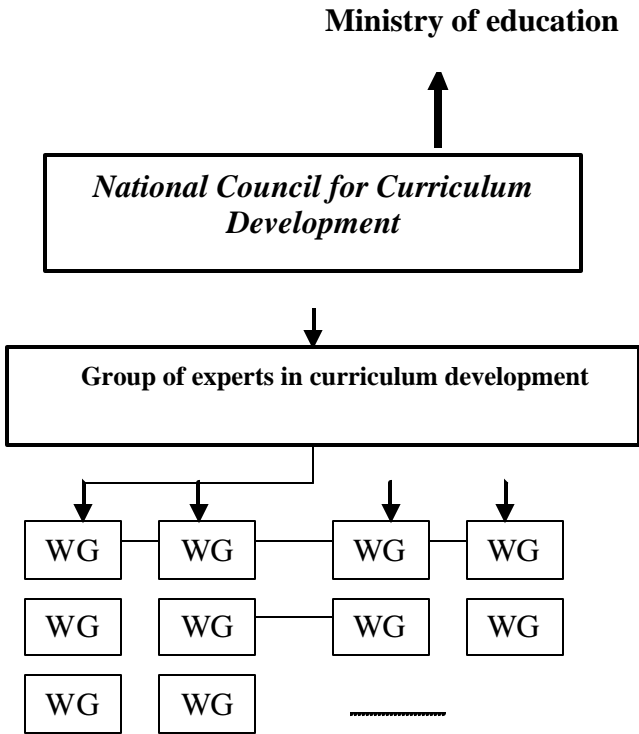 Ministry of education
National Council for Curriculum
Development
Group of experts in curriculum development
WG WG WG WG
WG WG WG WG
WG WG